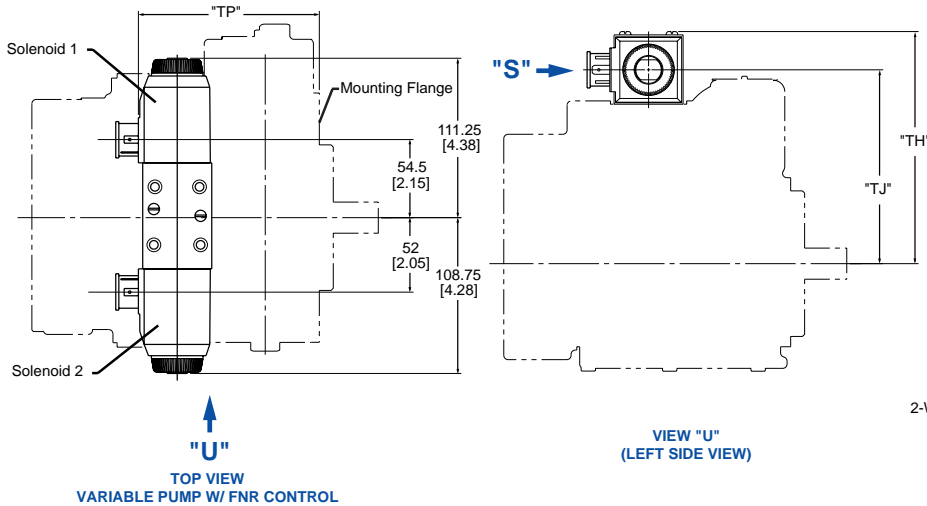 "TP"
Solenoid 1
Mounting Flange
111.25
[4.38]
54.5
[2.15]
52
[2.05]
108.75
[4.28]
Solenoid 2
"U"
TOP VIEW
VARIABLE PUMP W/ FNR CONTROL
"S"
"TH"
"TJ"
VIEW "U"
(LEFT SIDE VIEW)